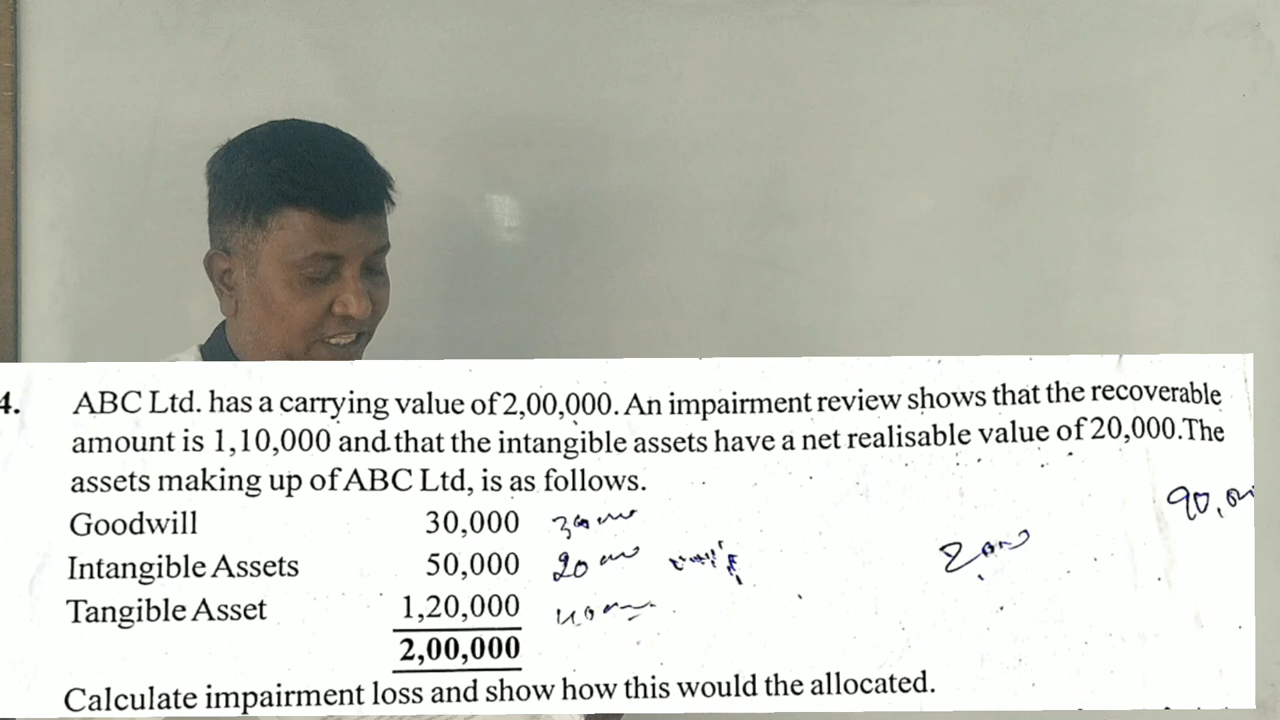 4. ABC Ltd. has a carrying value of 2,00,000. An impairment review shows that the recoverable
amount is 1,10,000 and that the intangible assets have a net realisable value of 20,000. The
assets making up of ABC Ltd, is as follows.
Goodwill 30,000
Intangible Assets 50,000 20
Tangible Asset 1,20,000
2,00,000
90,
Calculate impairment loss and show how this would the allocated.